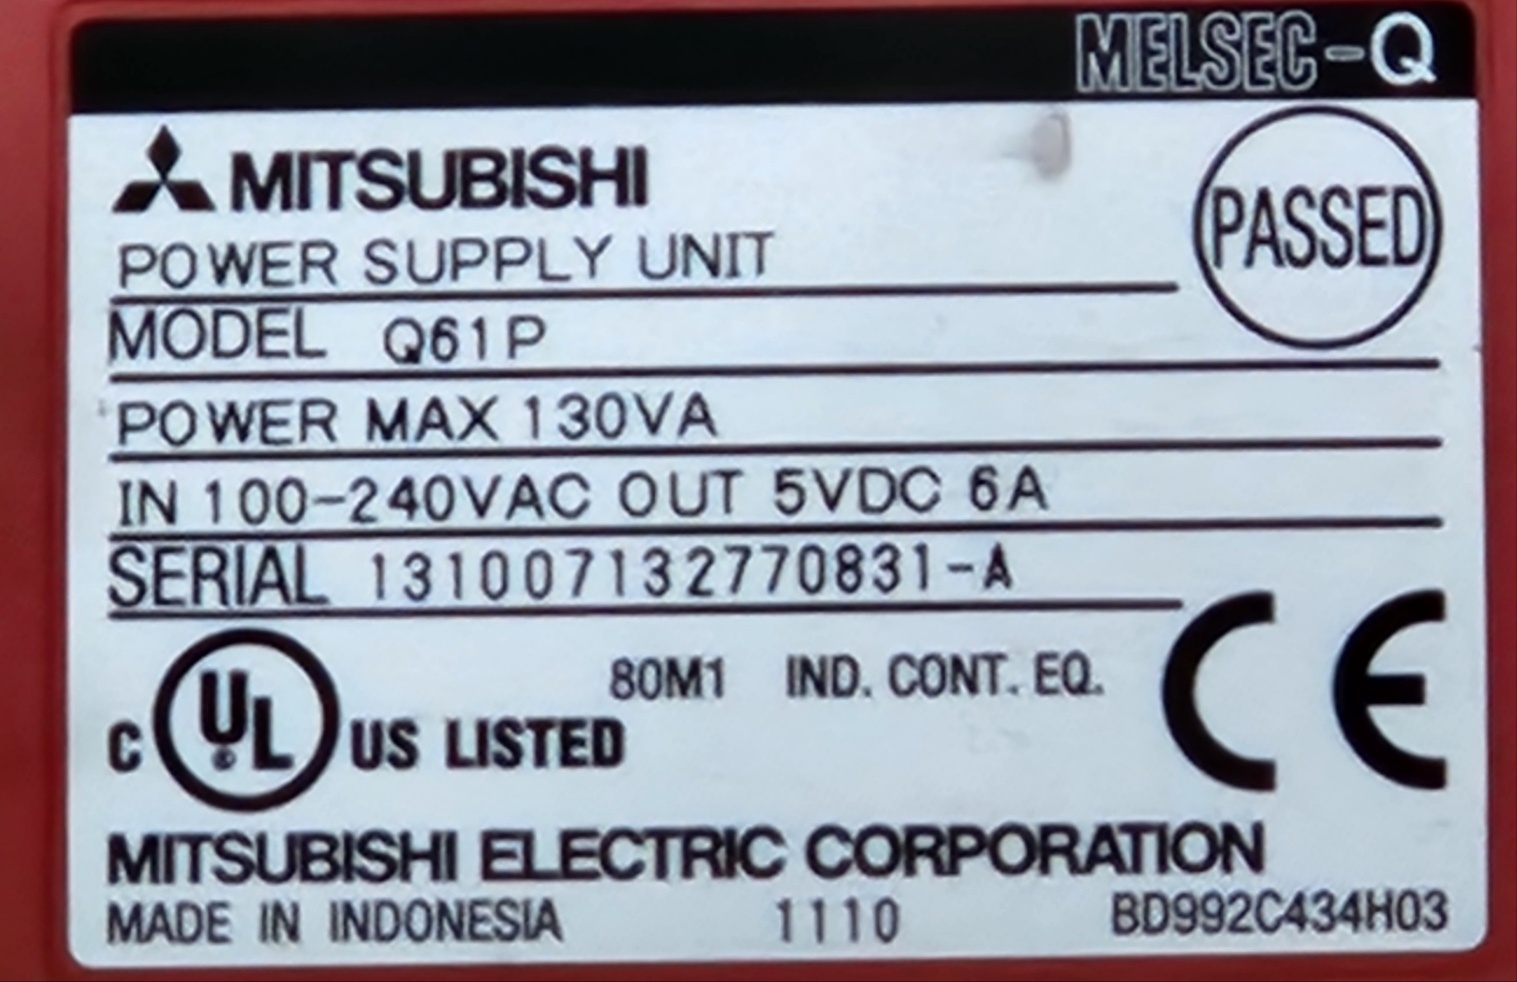 MELSEC-Q
MITSUBISHI
PASSED
POWER SUPPLY UNIT
MODEL Q61P
POWER MAX 130VA
IN 100-240VAC OUT 5VDC 6A
SERIAL 131007132770831-A
80M1 IND. CONT. EQ.
C UL ® US LISTED
CE
MITSUBISHI ELECTRIC CORPORATION
MADE IN INDONESIA 1110 BD992C434H03